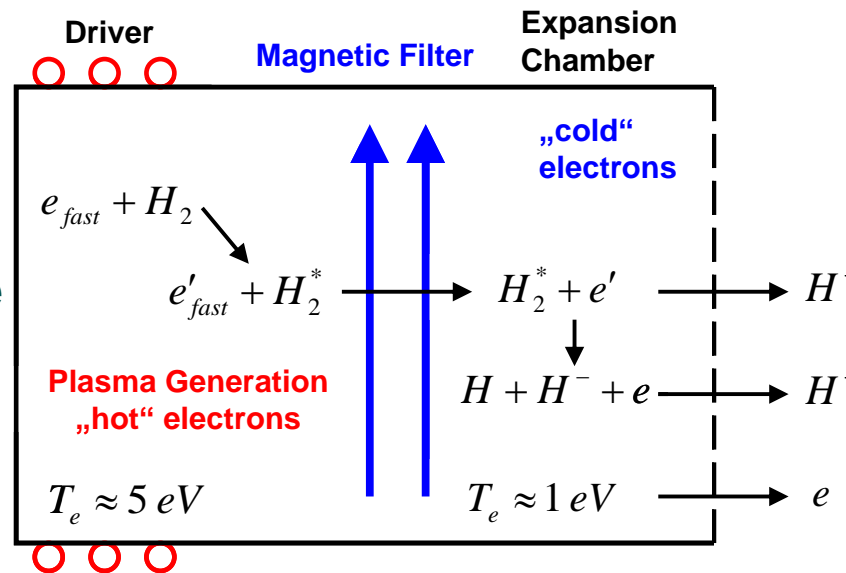 Driver
Magnetic Filter
Expansion
Chamber
„cold“
electrons
e_fast + H_2
e
e'_fast + H_2^*
H_2^* + e'
H
Plasma Generation
„hot“ electrons
H + H^- + e
H
T_e ≈ 5 eV
T_e ≈ 1 eV
e